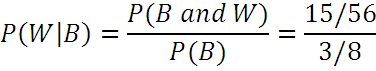 P(W|B) = P(B and W) / P(B) = 15/56 / 3/8